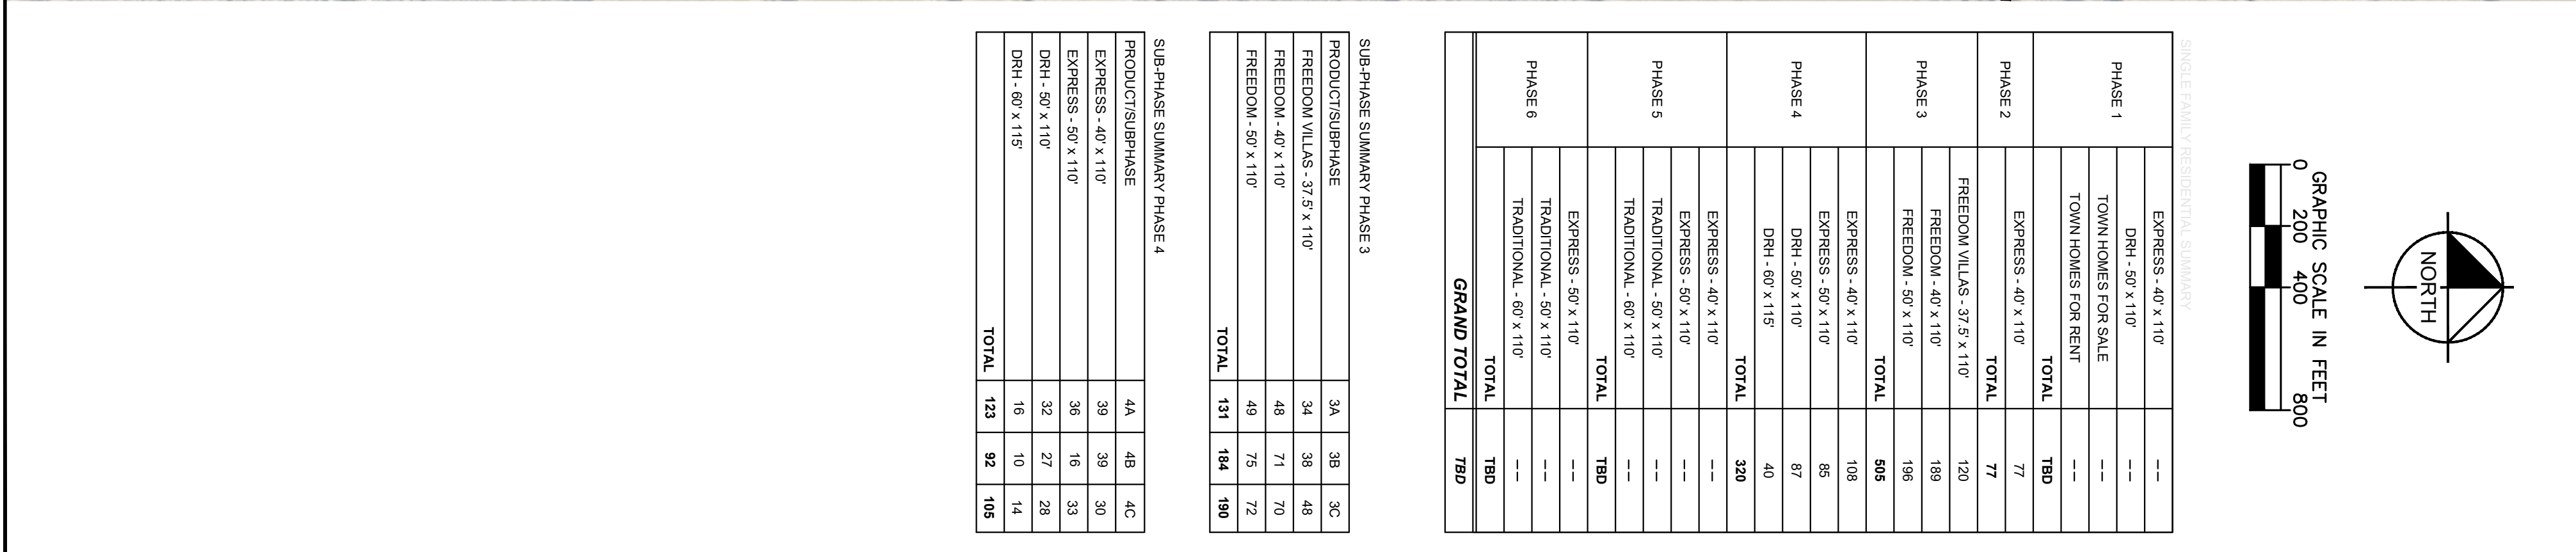 NORTH
GRAPHIC SCALE IN FEET
0 200 400 800
SINGLE FAMILY RESIDENTIAL SUMMARY
PHASE 1
EXPRESS - 40' x 110' --
DRH - 50' x 110' --
TOWN HOMES FOR SALE --
TOWN HOMES FOR RENT --
TOTAL TBD
PHASE 2
EXPRESS - 40' x 110' 77
TOTAL 77
PHASE 3
FREEDOM VILLAS - 37.5' x 110' 120
FREEDOM - 40' x 110' 189
FREEDOM - 50' x 110' 196
TOTAL 505
PHASE 4
EXPRESS - 40' x 110' 108
EXPRESS - 50' x 110' 85
DRH - 50' x 110' 87
DRH - 60' x 115' 40
TOTAL 320
PHASE 5
EXPRESS - 40' x 110' --
EXPRESS - 50' x 110' --
TRADITIONAL - 50' x 110' --
TRADITIONAL - 60' x 110' --
TOTAL TBD
PHASE 6
EXPRESS - 50' x 110' --
TRADITIONAL - 50' x 110' --
TRADITIONAL - 60' x 110' --
TOTAL TBD
GRAND TOTAL TBD
SUB-PHASE SUMMARY PHASE 3
PRODUCT/SUBPHASE 3A 3B 3C
FREEDOM VILLAS - 37.5' x 110' 34 38 48
FREEDOM - 40' x 110' 48 71 70
FREEDOM - 50' x 110' 49 75 72
TOTAL 131 184 190
SUB-PHASE SUMMARY PHASE 4
PRODUCT/SUBPHASE 4A 4B 4C
EXPRESS - 40' x 110' 39 39 30
EXPRESS - 50' x 110' 36 16 33
DRH - 50' x 110' 32 27 28
DRH - 60' x 115' 16 10 14
TOTAL 123 92 105